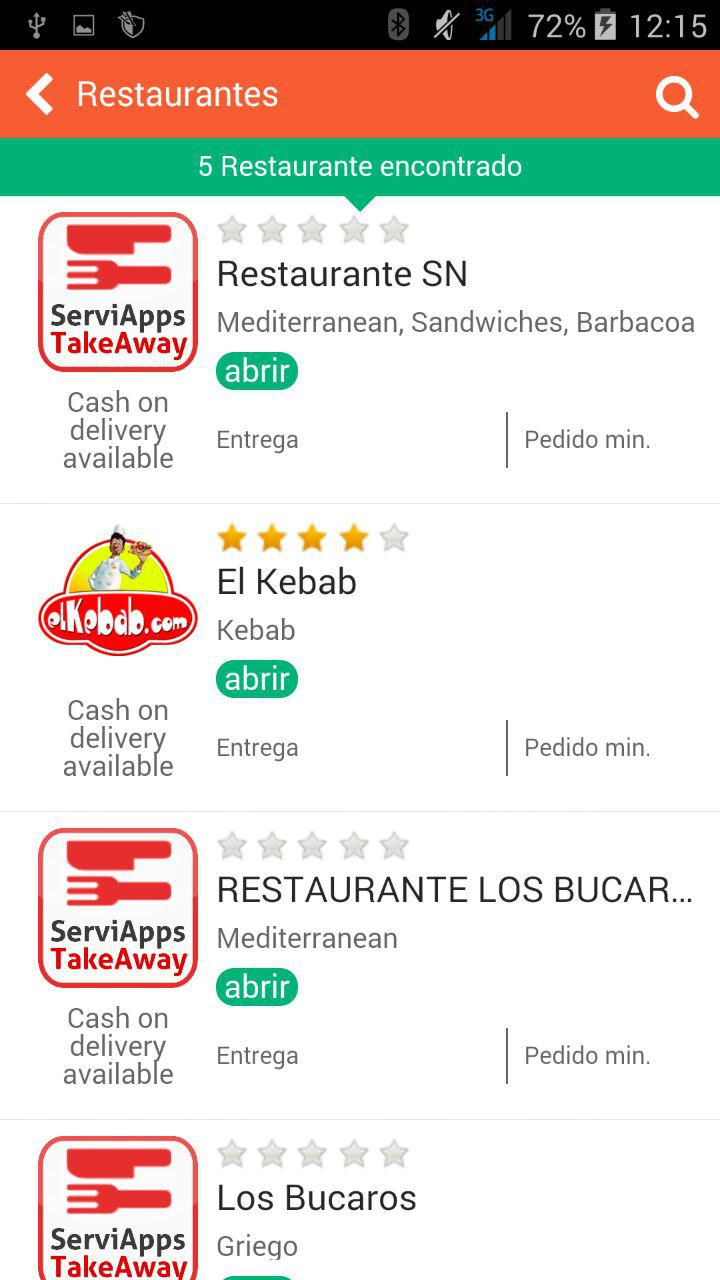 3G 72% 12:15
Restaurantes
5 Restaurante encontrado
ServiApps
TakeAway
Cash on
delivery
available
Restaurante SN
Mediterranean, Sandwiches, Barbacoa
abrir
Entrega
Pedido min.
elKebab.com
Cash on
delivery
available
El Kebab
Kebab
abrir
Entrega
Pedido min.
ServiApps
TakeAway
Cash on
delivery
available
RESTAURANTE LOS BUCAR...
Mediterranean
abrir
Entrega
Pedido min.
ServiApps
TakeAway
Los Bucaros
Griego